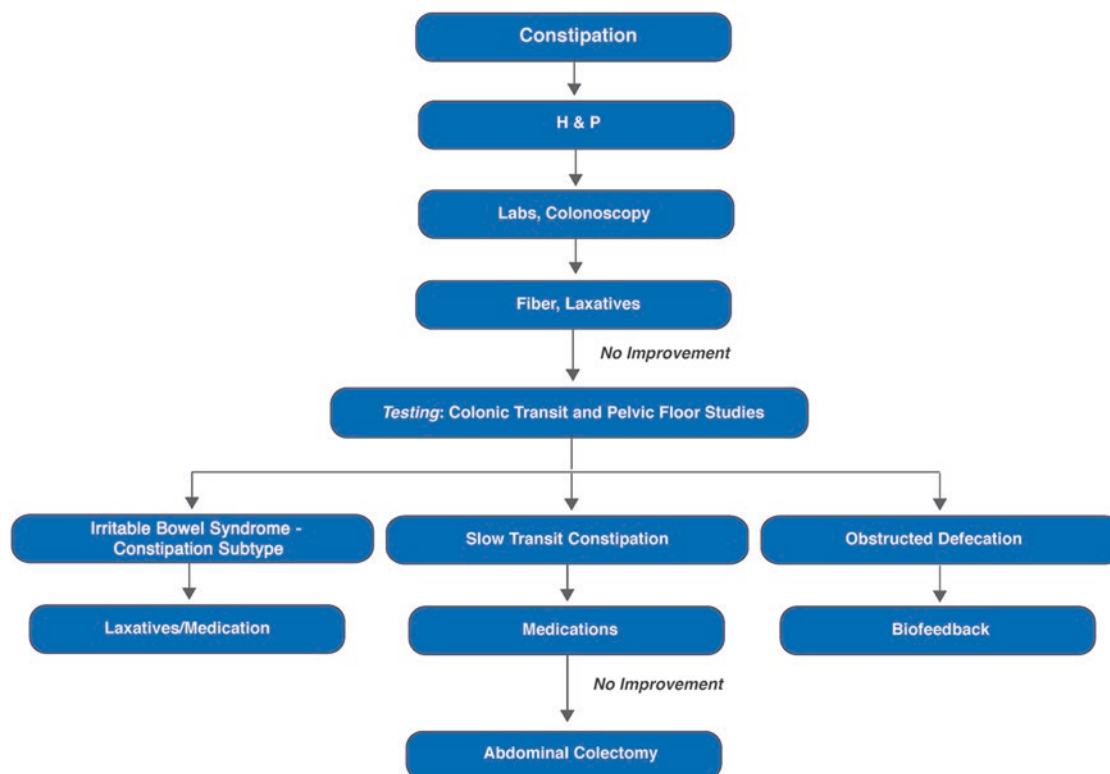 Constipation
H & P
Labs, Colonoscopy
Fiber, Laxatives
No Improvement
Testing: Colonic Transit and Pelvic Floor Studies
Irritable Bowel Syndrome -
Constipation Subtype
Slow Transit Constipation
Obstructed Defecation
Laxatives/Medication
Medications
Biofeedback
No Improvement
Abdominal Colectomy